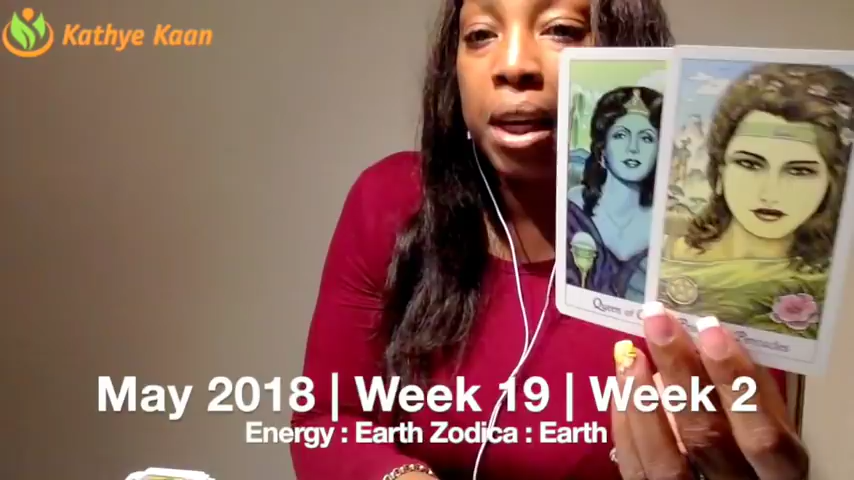 Kathye Kaan
Queen of
Pentacles
May 2018 | Week 19 | Week 2
Energy : Earth Zodica : Earth